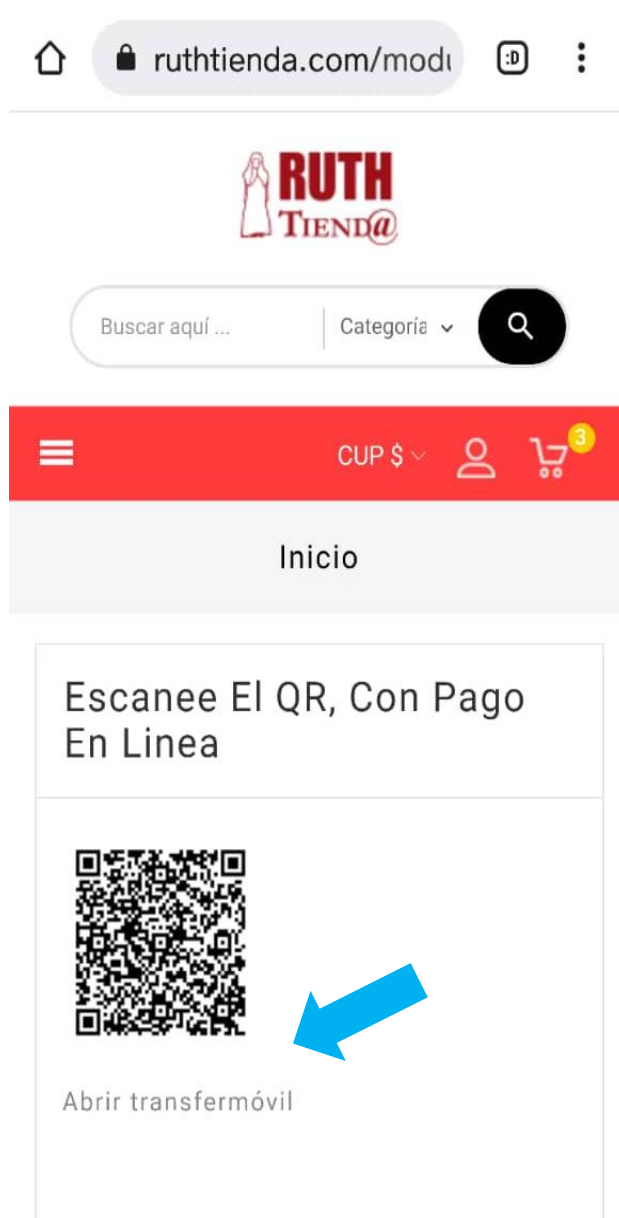 ruthtienda.com/modu
:D
RUTH
TIEND@
Buscar aquí ...
Categoría
CUP $
3
Inicio
Escanee El QR, Con Pago
En Linea
Abrir transfermóvil